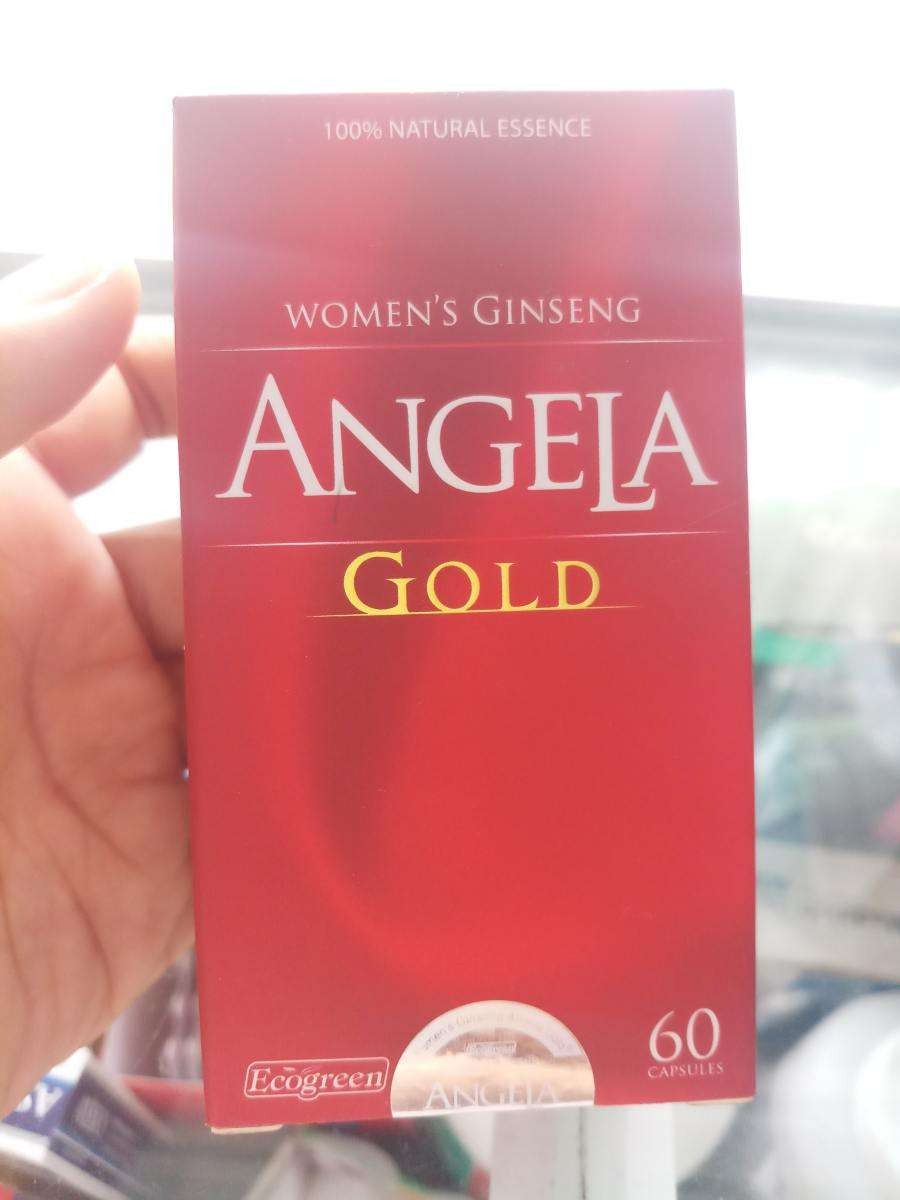 100% NATURAL ESSENCE
WOMEN'S GINSENG
ANGELA
GOLD
Ecogreen
ANGELA
60
CAPSULES